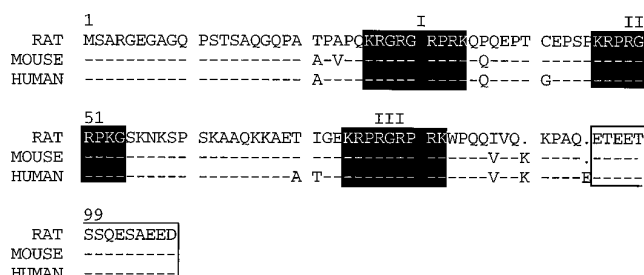 1 I II
RAT MSARGEGAGQ PSTSAQGQPA TPAPQKRGRG RPRKQPQEPT CEPSPKRPRG
MOUSE ---------- ---------- A-V------- -----Q---- ----------
HUMAN ---------- ---------- A--------- -----Q---- G---------
51 III
RAT RPKGSKNKSP SKAAQKKAET IGEKRPRGRP RKWPQQIVQ. KPAQ.ETEET
MOUSE ---------- ---------- ---------- ------V--K ----.-----
HUMAN ---------- ---------A T--------- ------V--K ----E-----
99
RAT SSQESAEED
MOUSE ---------
HUMAN ---------